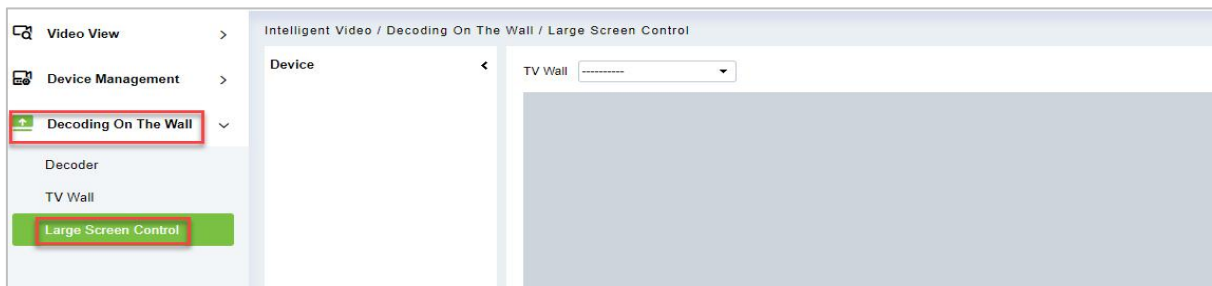 Video View
Device Management
Decoding On The Wall
Decoder
TV Wall
Large Screen Control
Intelligent Video / Decoding On The Wall / Large Screen Control
Device
TV Wall ----------